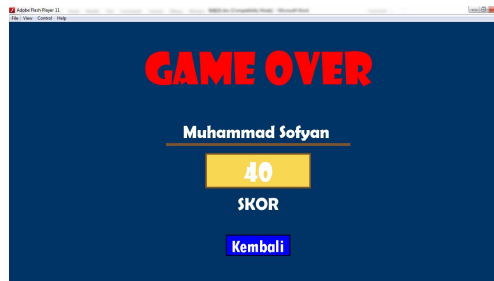 Adobe Flash Player 11
File View Control Help
GAME OVER
Muhammad Sofyan
40
SKOR
Kembali